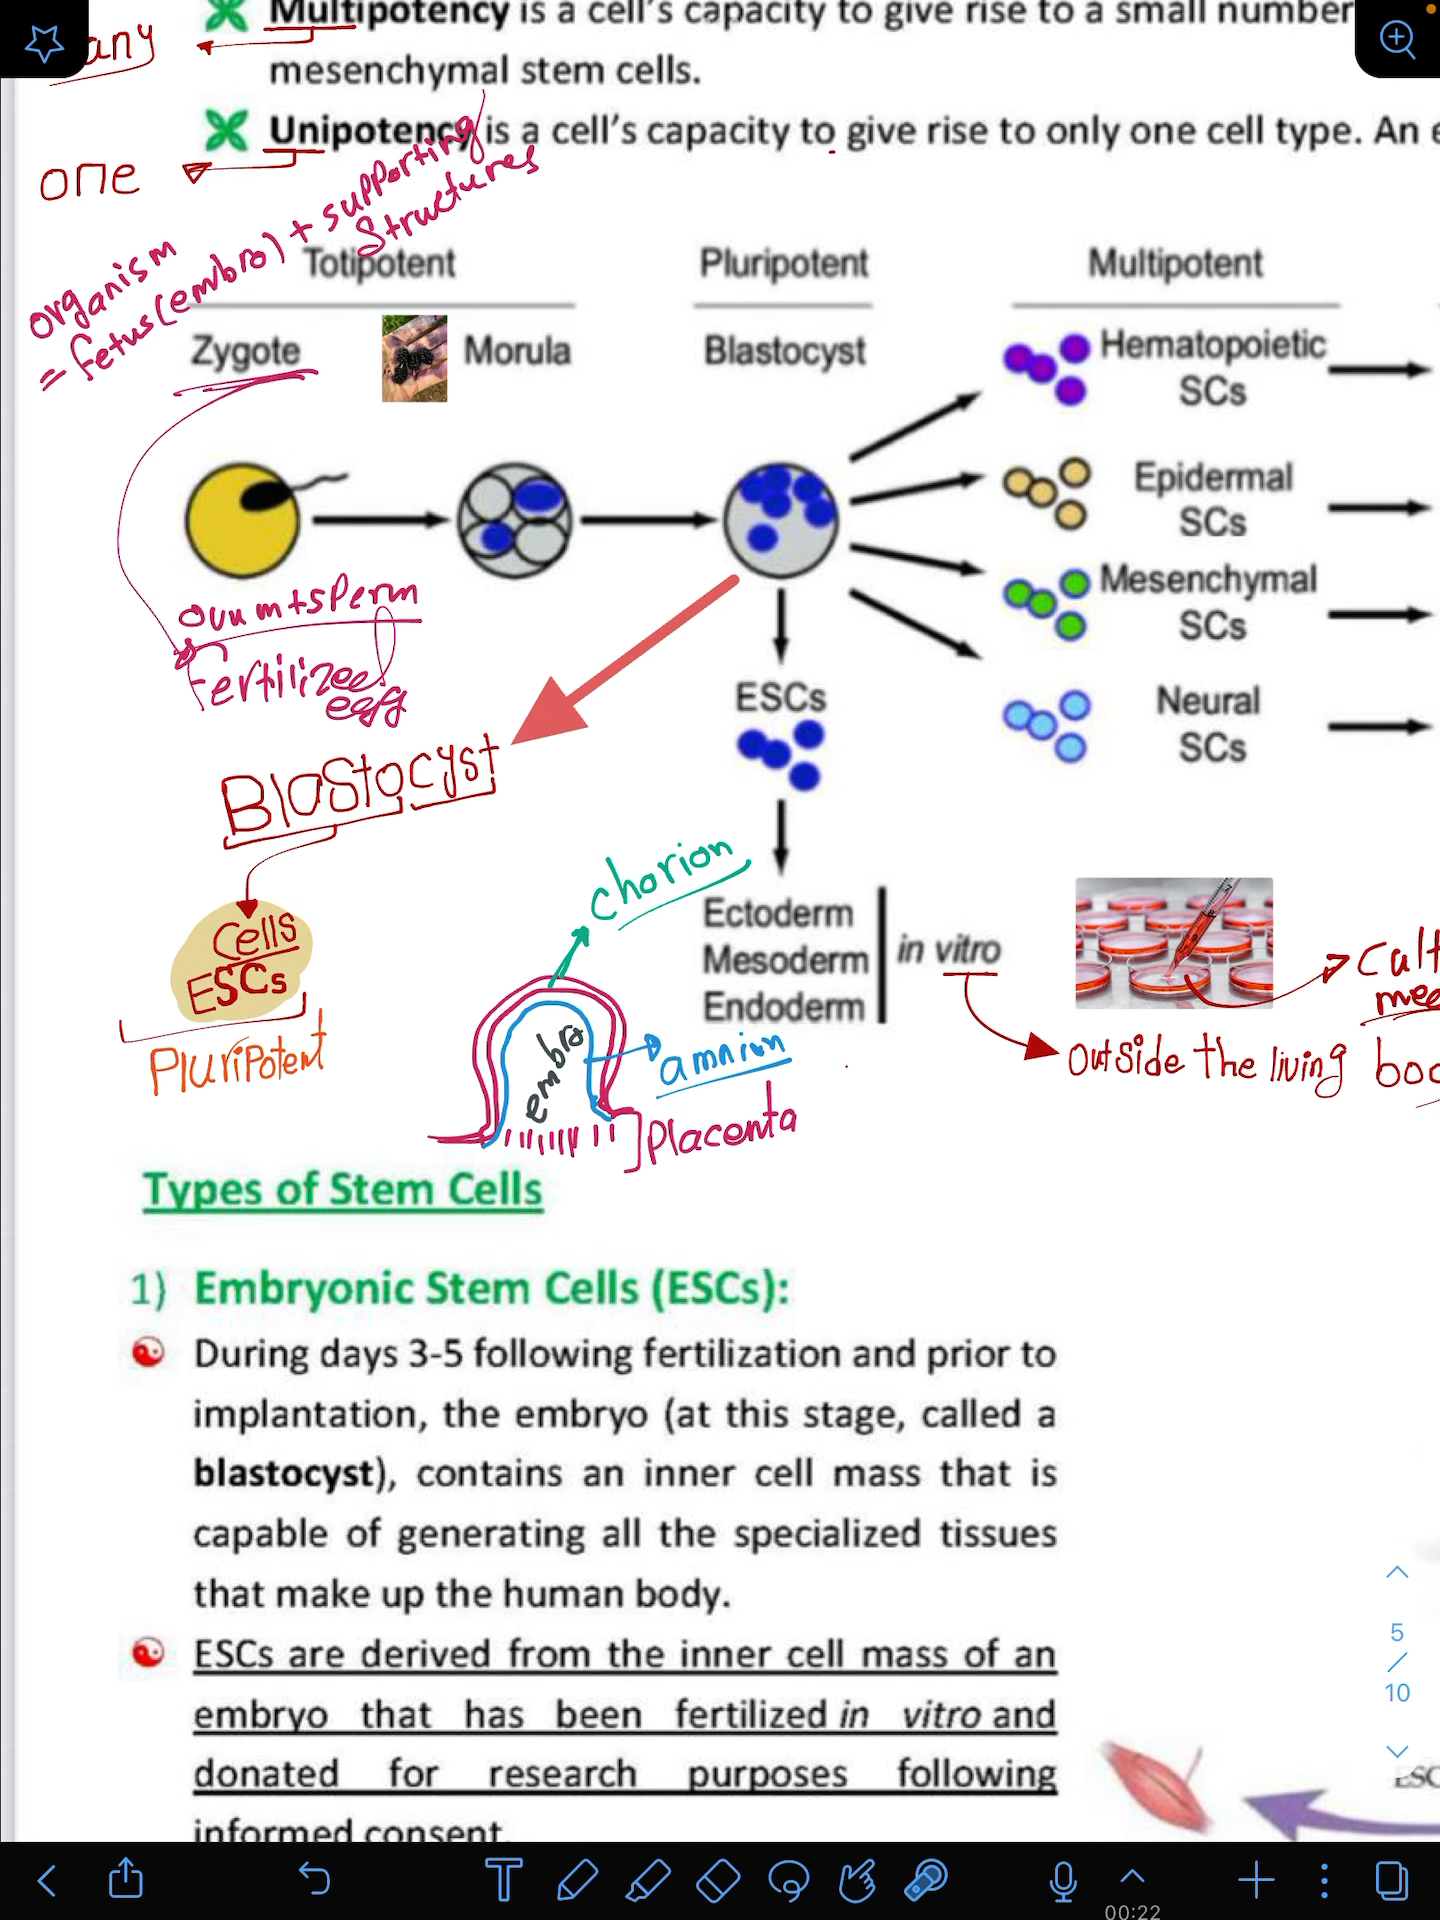 any
Multipotency is a cell's capacity to give rise to a small number
mesenchymal stem cells.
one
Unipotency is a cell's capacity to give rise to only one cell type. An e
organism
= fetus (embro) + supporting
structures
Totipotent
Pluripotent
Multipotent
Zygote
Morula
Blastocyst
Hematopoietic
SCs
Epidermal
SCs
Mesenchymal
SCs
Neural
SCs
ovum + sperm
Fertilized
egg
ESCs
Blastocyst
Cells
ESCs
Pluripotent
chorion
embro
amnion
Placenta
Ectoderm
Mesoderm
Endoderm
in vitro
outside the living
Types of Stem Cells
1) Embryonic Stem Cells (ESCs):
During days 3-5 following fertilization and prior to
implantation, the embryo (at this stage, called a
blastocyst), contains an inner cell mass that is
capable of generating all the specialized tissues
that make up the human body.
ESCs are derived from the inner cell mass of an
embryo that has been fertilized in vitro and
donated for research purposes following
informed consent.
5
/
10
ESC
00:22